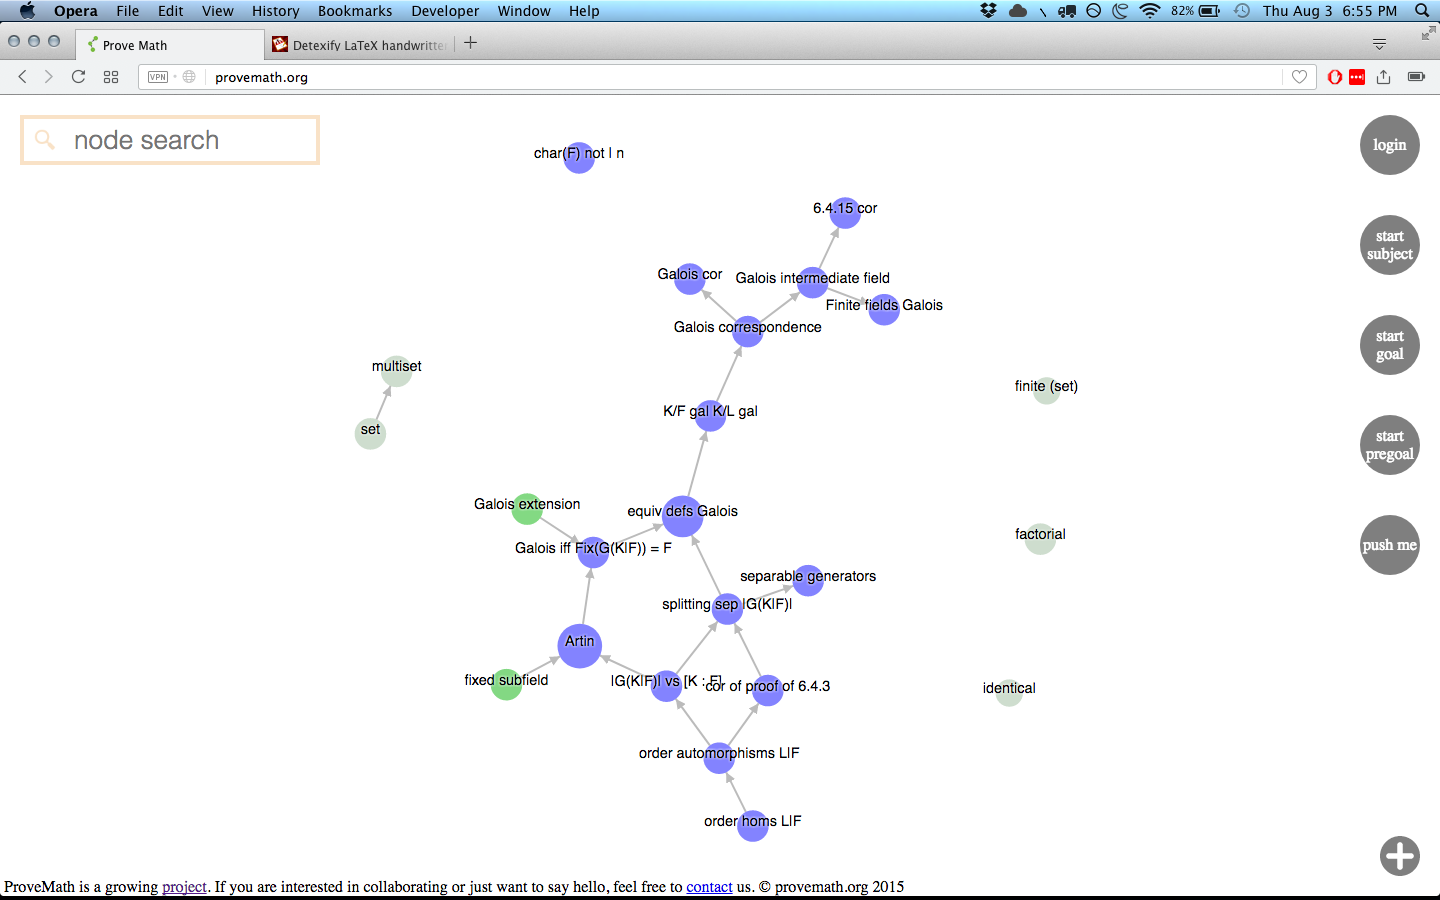 Opera File Edit View History Bookmarks Developer Window Help 82% Thu Aug 3 6:55 PM
Prove Math
Detexify LaTeX handwritte
VPN provemath.org
node search
login
char(F) not | n
6.4.15 cor
start
subject
Galois cor
Galois intermediate field
Finite fields Galois
Galois correspondence
start
goal
multiset
finite (set)
K/F gal K/L gal
set
start
pregoal
Galois extension
equiv defs Galois
factorial
Galois iff Fix(G(K|F)) = F
push me
separable generators
splitting sep |G(K|F)|
Artin
fixed subfield
|G(K|F)| vs [K : F]
cor of proof of 6.4.3
identical
order automorphisms L|F
order homs L|F
ProveMath is a growing project. If you are interested in collaborating or just want to say hello, feel free to contact us. © provemath.org 2015